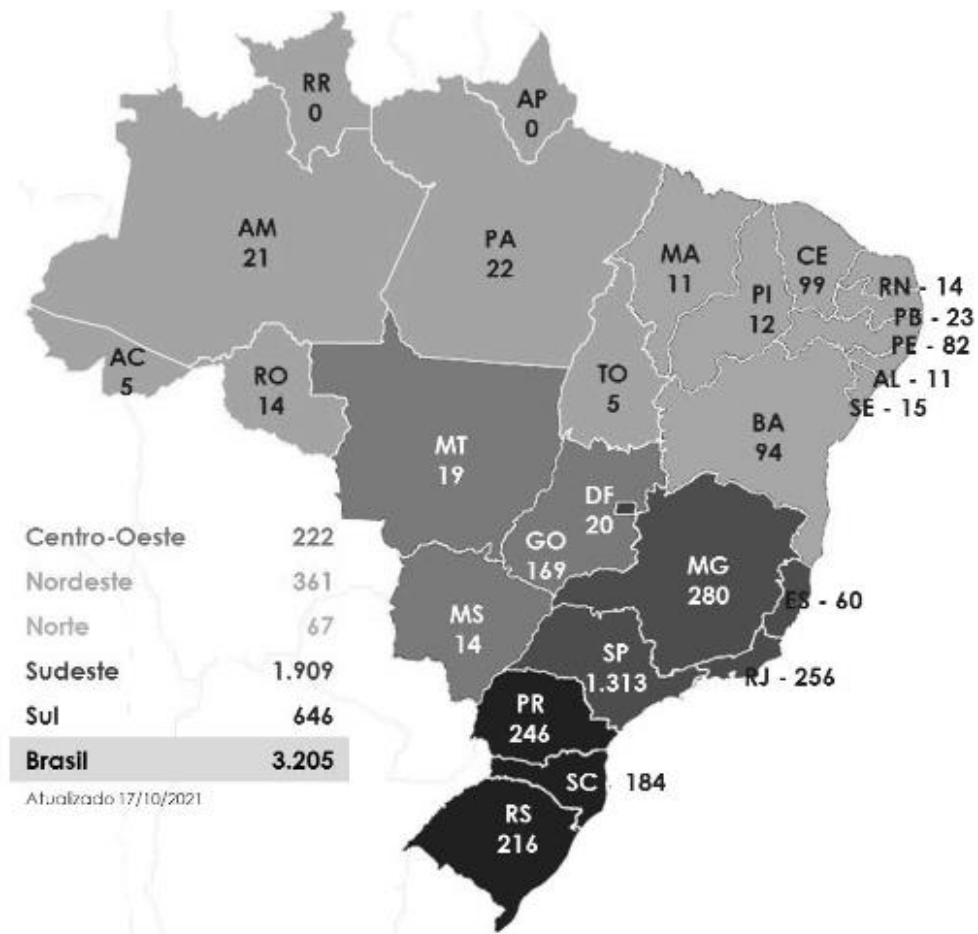 RR
0
AP
0
AM
21
PA
22
MA
11
CE
99
PI
12
RN - 14
PB - 23
PE - 82
AL - 11
SE - 15
AC
5
RO
14
TO
5
BA
94
MT
19
DF
20
GO
169
MG
280
ES - 60
MS
14
SP
1.313
RJ - 256
PR
246
SC 184
RS
216
Centro-Oeste 222
Nordeste 361
Norte 67
Sudeste 1.909
Sul 646
Brasil 3.205
Atualizado 17/10/2021